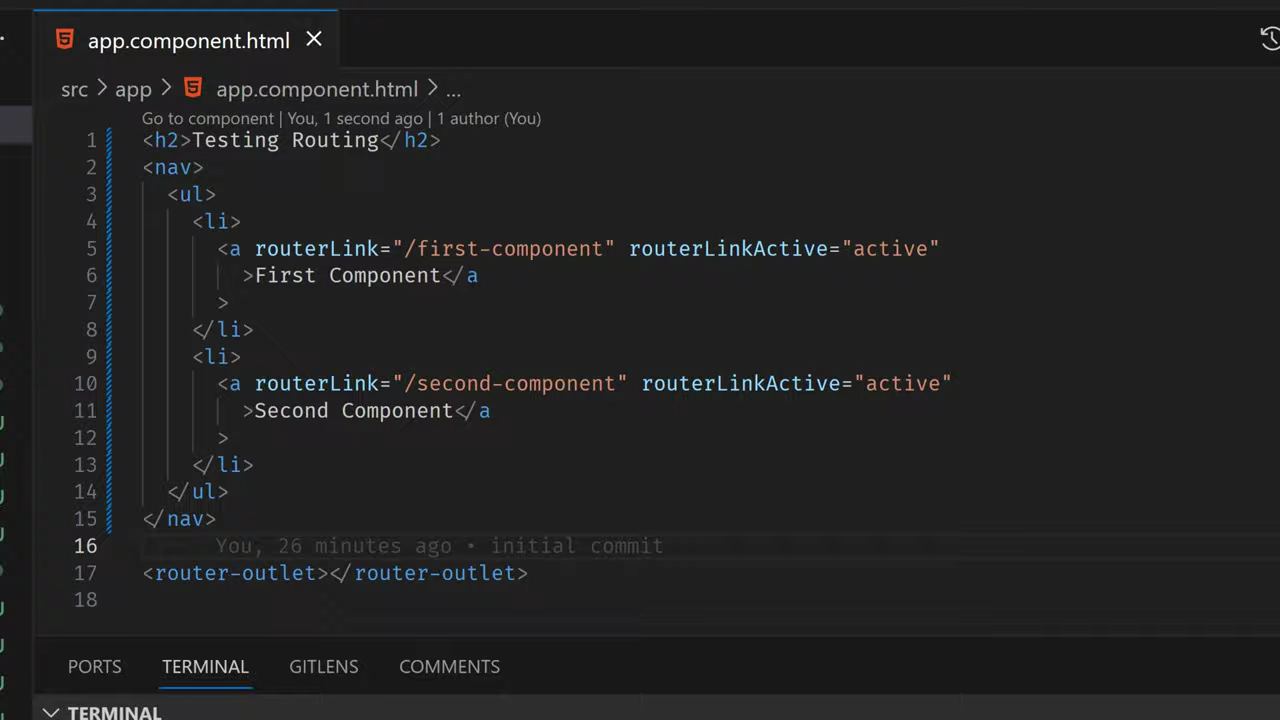 app.component.html
src > app > app.component.html > ...
Go to component | You, 1 second ago | 1 author (You)
1 <h2>Testing Routing</h2>
2 <nav>
3 <ul>
4 <li>
5 <a routerLink="/first-component" routerLinkActive="active"
6 >First Component</a
7 >
8 </li>
9 <li>
10 <a routerLink="/second-component" routerLinkActive="active"
11 >Second Component</a
12 >
13 </li>
14 </ul>
15 </nav>
16 You, 26 minutes ago • initial commit
17 <router-outlet></router-outlet>
18
PORTS TERMINAL GITLENS COMMENTS
TERMINAL